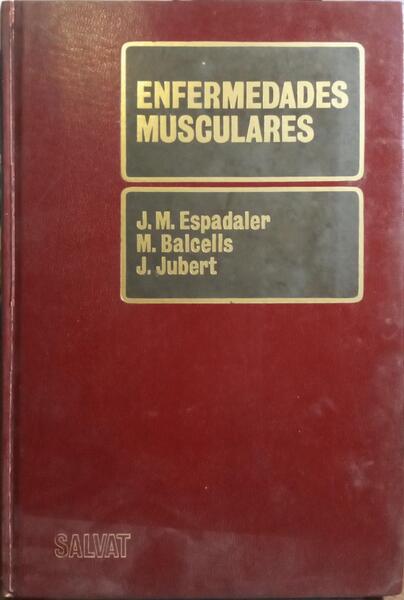 ENFERMEDADES
MUSCULARES
J. M. Espadaler
M. Balcells
J. Jubert
SALVAT